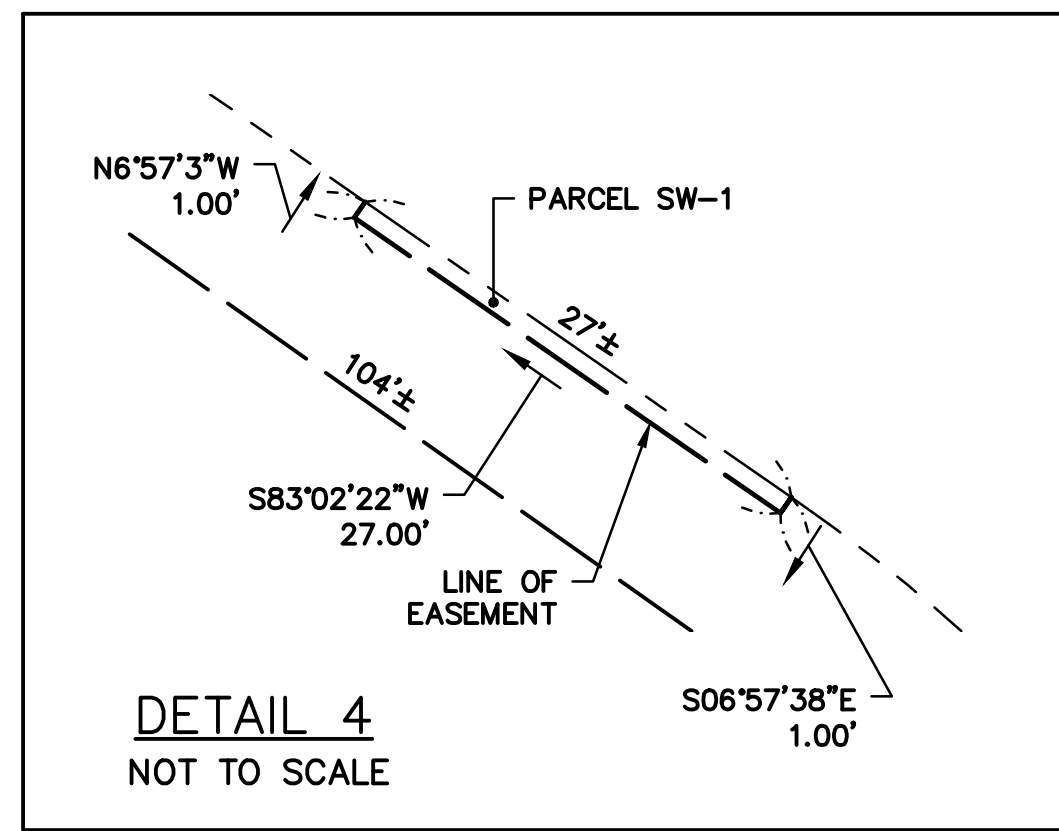 N6°57'3"W
1.00'
PARCEL SW-1
27'±
104'±
S83°02'22"W
27.00'
LINE OF
EASEMENT
S06°57'38"E
1.00'
DETAIL 4
NOT TO SCALE